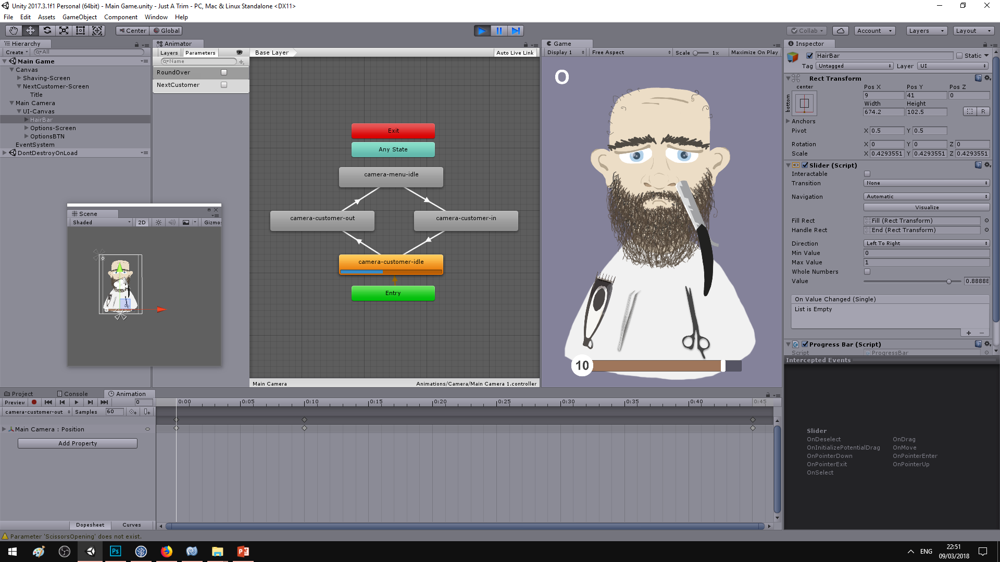 Unity 2017.3.1f1 Personal (64bit) - Main Game.unity - Just A Trim - PC, Mac & Linux Standalone <DX11>
File Edit Assets GameObject Component Window Help
Center Global Collab Account Layers Layout
Hierarchy
Create All
Main Game
Canvas
Shaving-Screen
NextCustomer-Screen
Title
Main Camera
UI-Canvas
HairBar
Options-Screen
OptionsBTN
EventSystem
DontDestroyOnLoad
Scene
Shaded 2D Gizmo
Animator
Layers Parameters
Name
RoundOver
NextCustomer
Base Layer Auto Live Link
Exit
Any State
camera-menu-idle
camera-customer-out camera-customer-in
camera-customer-idle
Entry
Main Camera Animations/Camera/Main Camera 1.controller
Game
Display 1 Free Aspect Scale 1x Maximize On Play
0
10
Inspector
HairBar Static
Tag Untagged Layer UI
Rect Transform
center Pos X Pos Y Pos Z
bottom 9 41 0
Width Height
674.2 102.5 R
Anchors
Pivot X 0.5 Y 0.5
Rotation X 0 Y 0 Z 0
Scale X 0.4293551 Y 0.4293551 Z 0.4293551
Slider (Script)
Interactable
Transition None
Navigation Automatic
Visualize
Fill Rect Fill (Rect Transform)
Handle Rect End (Rect Transform)
Direction Left To Right
Min Value 0
Max Value 1
Whole Numbers
Value 0.88888
On Value Changed (Single)
List is Empty
Progress Bar (Script)
Script ProgressBar
Intercepted Events
Slider
OnDeselect OnDrag
OnInitializePotentialDrag OnMove
OnPointerDown OnPointerEnter
OnPointerExit OnPointerUp
OnSelect
Project Console Animation
Preview 0 0:00 0:05 0:10 0:15 0:20 0:25 0:30 0:35 0:40 0:45
camera-customer-out Samples 60
Main Camera : Position
Add Property
Dopesheet Curves
Parameter 'ScissorsOpening' does not exist.
Ps
ENG 22:51
09/03/2018